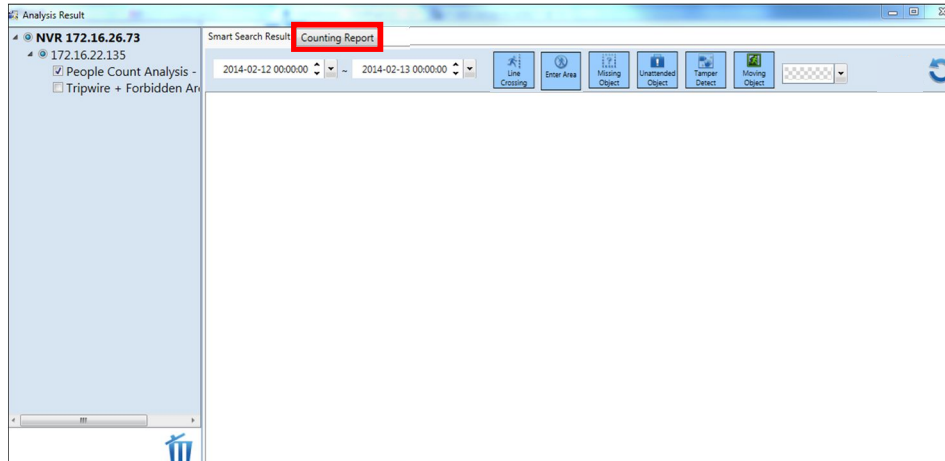 Analysis Result
NVR 172.16.26.73
172.16.22.135
People Count Analysis -
Tripwire + Forbidden Are
Smart Search Result
Counting Report
2014-02-12 00:00:00 ~ 2014-02-13 00:00:00
Line Crossing
Enter Area
Missing Object
Unattended Object
Tamper Detect
Moving Object